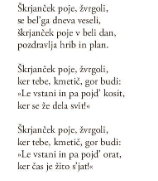 Škrjanček poje, žvrgoli,
se bel'ga dneva veseli,
škrjanček poje v beli dan,
pozdravlja hrib in plan.

Škrjanček poje, žvrgoli,
ker tebe, kmetič, gor budi:
»Le vstani in pa pojd' kosit,
ker se že dela svit!«

Škrjanček poje, žvrgoli,
ker tebe, kmetič, gor budi:
»Le vstani in pa pojd' orat,
ker čas je žito s'jat!«